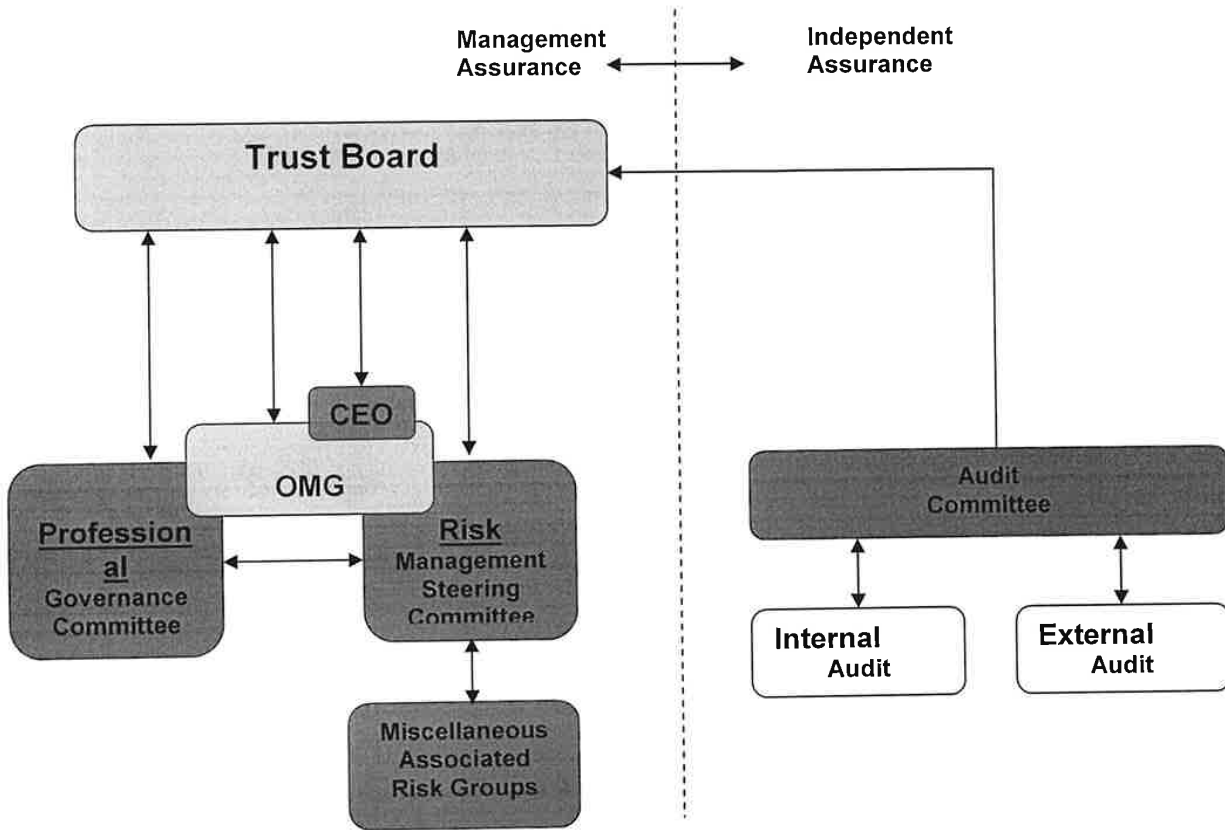 Management
Assurance
Independent
Assurance
Trust Board
CEO
OMG
Profession
al
Governance
Committee
Risk
Management
Steering
Committee
Audit
Committee
Internal
Audit
External
Audit
Miscellaneous
Associated
Risk Groups